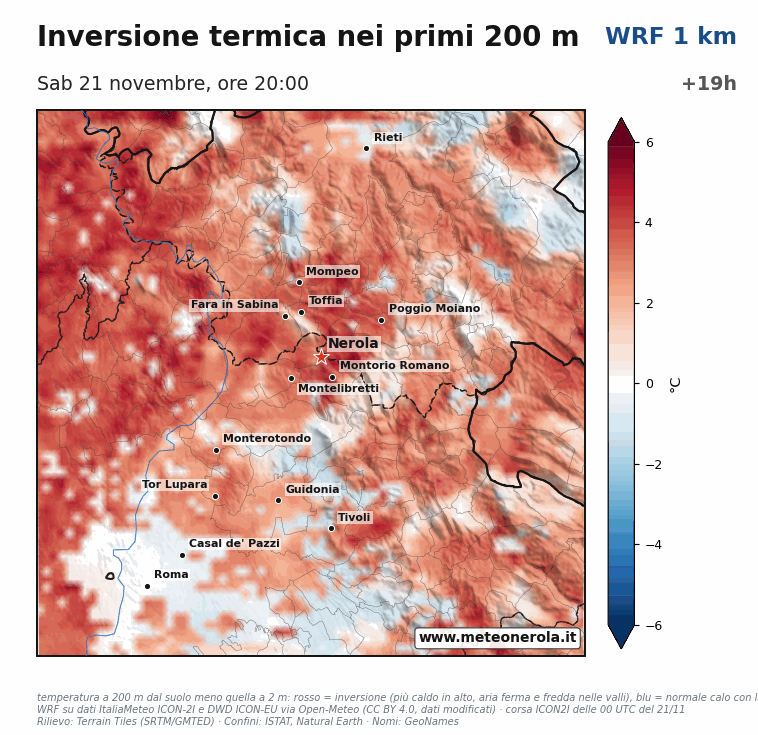 Inversione termica nei primi 200 m
WRF 1 km
Sab 21 novembre, ore 20:00
+19h
Rieti
Mompeo
Toffia
Fara in Sabina
Poggio Moiano
Nerola
Montorio Romano
Montelibretti
Monterotondo
Tor Lupara
Guidonia
Tivoli
Casal de' Pazzi
Roma
www.meteonerola.it
6
4
2
0
−2
−4
−6
°C
temperatura a 200 m dal suolo meno quella a 2 m: rosso = inversione (più caldo in alto, aria ferma e fredda nelle valli), blu = normale calo con l
WRF su dati ItaliaMeteo ICON-2I e DWD ICON-EU via Open-Meteo (CC BY 4.0, dati modificati) · corsa ICON2I delle 00 UTC del 21/11
Rilievo: Terrain Tiles (SRTM/GMTED) · Confini: ISTAT, Natural Earth · Nomi: GeoNames